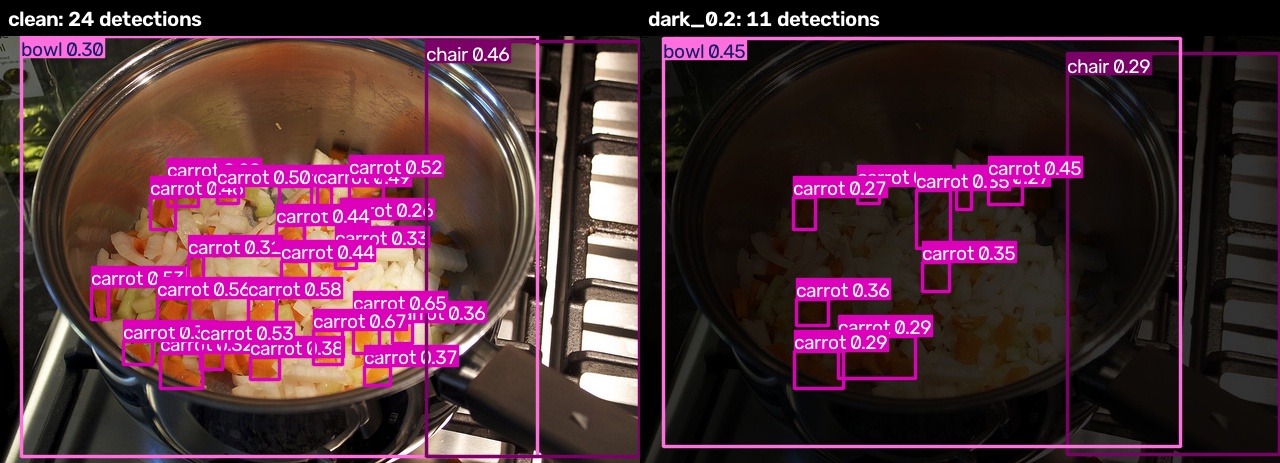 clean: 24 detections
dark_0.2: 11 detections
bowl 0.30
chair 0.46
carrot 0.52
carrot 0.50
carrot
carrot 0.44
0.26
0.33
carrot 0.31
carrot 0.44
carrot 0.56
carrot 0.58
carrot 0.65
carrot 0.67
0.36
carrot 0.53
carrot 0.38
carrot 0.37
bowl 0.45
chair 0.29
carrot 0.45
carrot 0.27
carrot
carrot 0.35
carrot 0.36
carrot 0.29
carrot 0.29